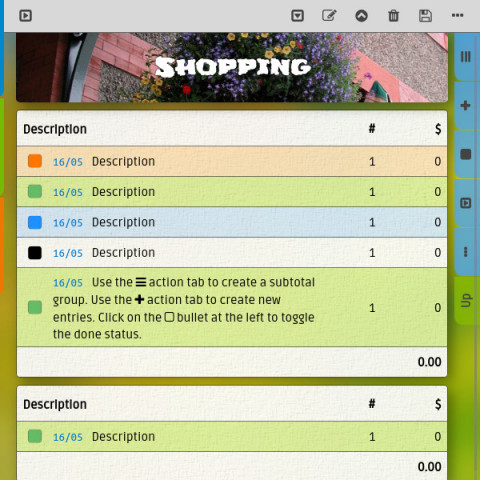 Shopping
Description # $
16/05 Description 1 0
16/05 Description 1 0
16/05 Description 1 0
16/05 Description 1 0
16/05 Use the action tab to create a subtotal
group. Use the action tab to create new
entries. Click on the bullet at the left to toggle
the done status. 1 0
0.00
Description # $
16/05 Description 1 0
0.00
Up